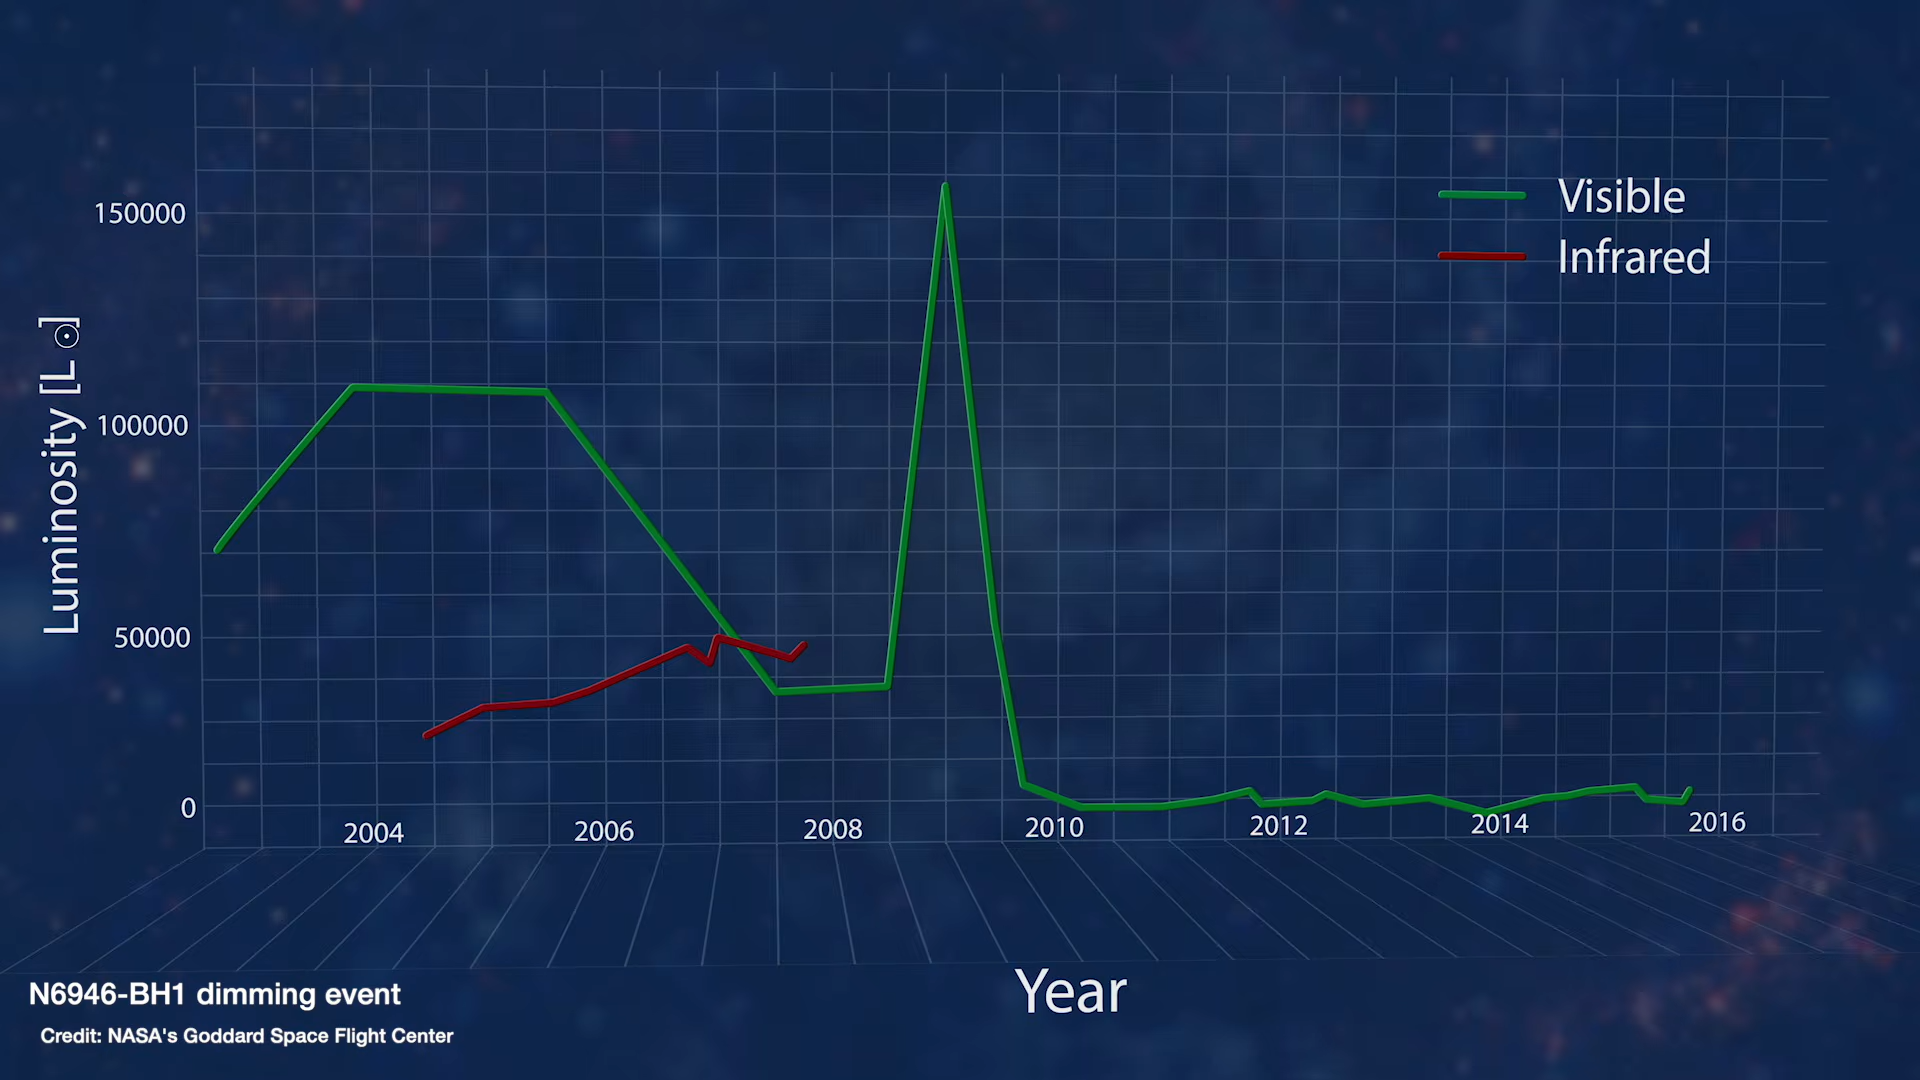 150000
100000
50000
0
Luminosity [L ☉]
Visible
Infrared
2004
2006
2008
2010
2012
2014
2016
Year
N6946-BH1 dimming event
Credit: NASA's Goddard Space Flight Center